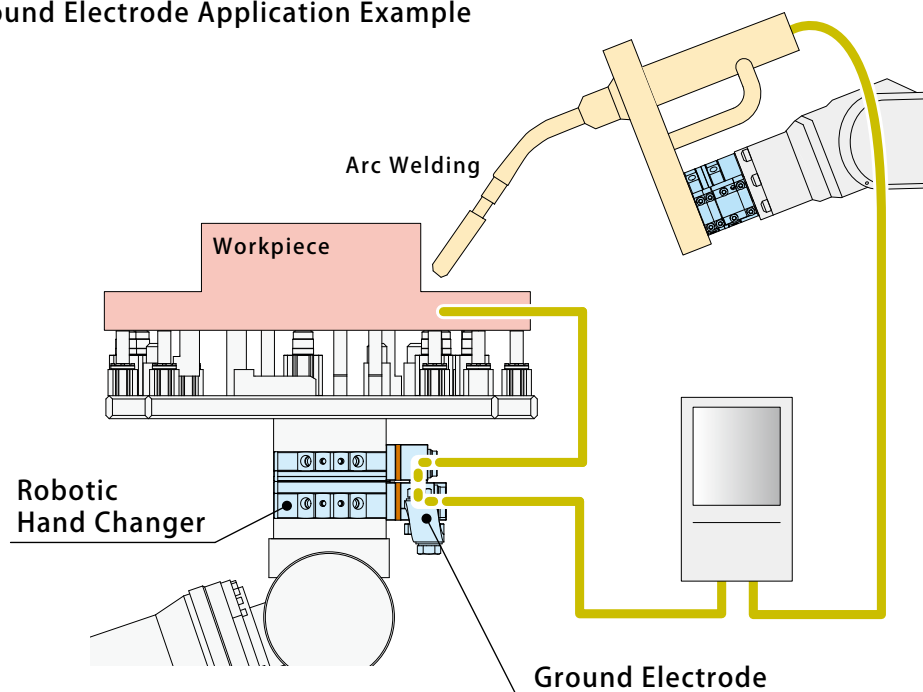 ound Electrode Application Example
Arc Welding
Workpiece
Robotic
Hand Changer
Ground Electrode